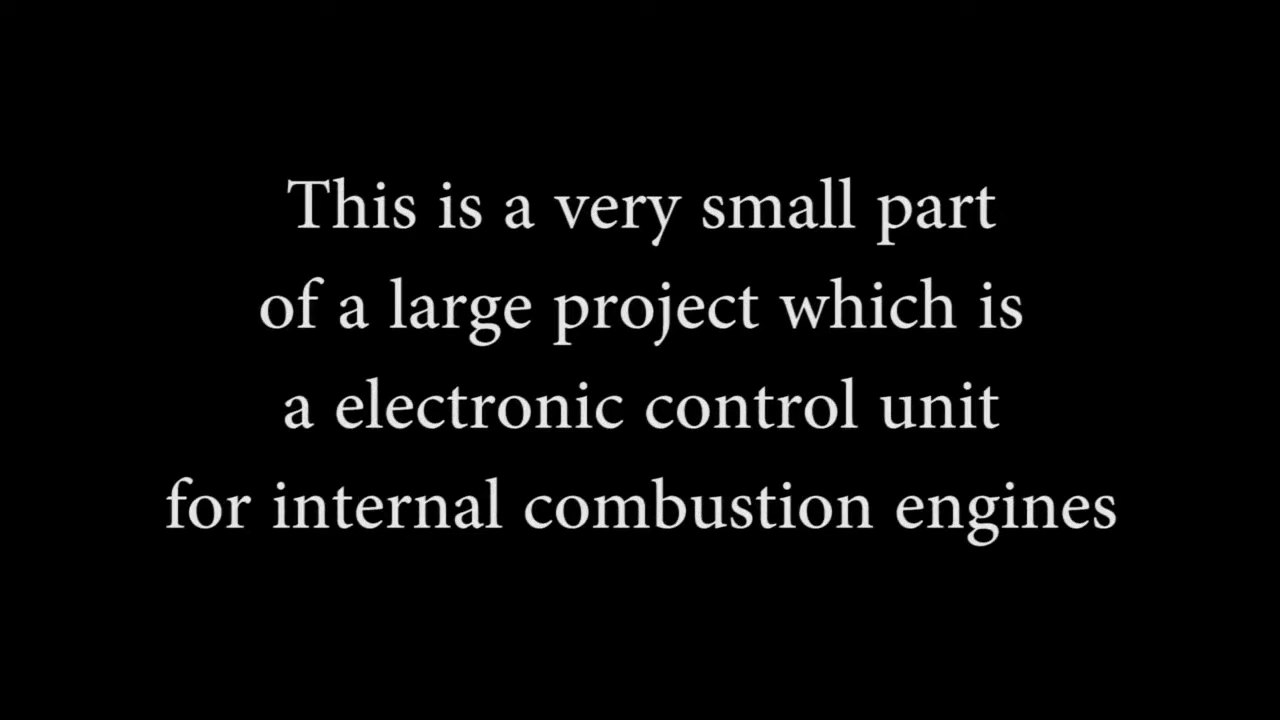 This is a very small part
of a large project which is
a electronic control unit
for internal combustion engines